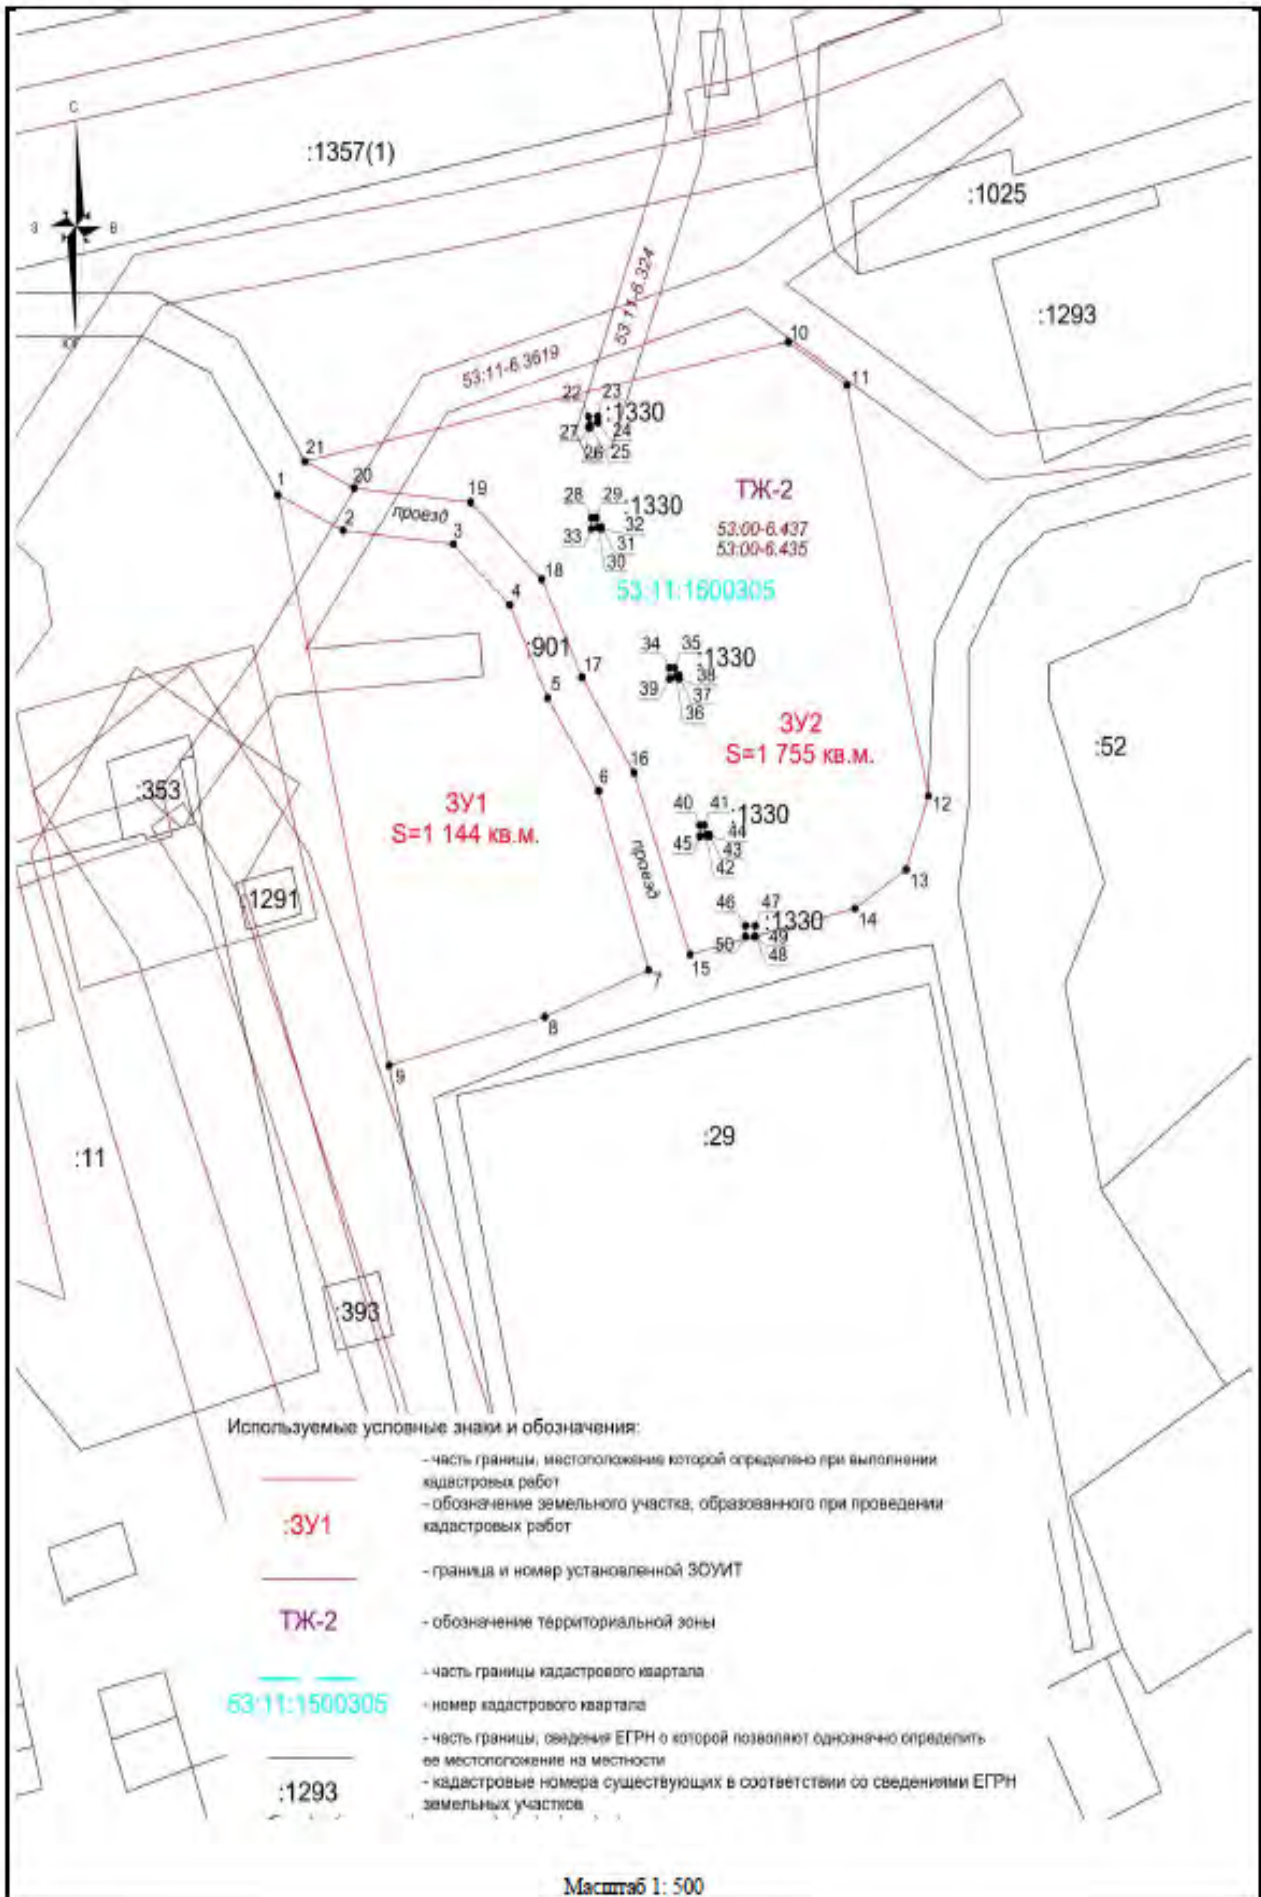 С
:1357(1)
:1025
З
В
Ю
:1293
53:11-6.324
53:11-6.3619
10
11
22
23
:1330
27
24
26
25
21
1
20
19
ТЖ-2
проезд
28
29
:1330
2
3
33
32
31
30
53:00-6.437
53:00-6.435
18
53:11:1500305
4
:901
34
35
:1330
17
38
39
37
5
36
ЗУ2
S=1 755 кв.м.
:52
16
6
:353
12
ЗУ1
S=1 144 кв.м.
40
41
:1330
44
45
43
42
проезд
13
:1291
14
46
47
:1330
49
50
48
15
7
8
9
:29
:11
:393
Используемые условные знаки и обозначения:
- часть границы, местоположение которой определено при выполнении
кадастровых работ
- обозначение земельного участка, образованного при проведении
:ЗУ1
кадастровых работ
- граница и номер установленной ЗОУИТ
ТЖ-2
- обозначение территориальной зоны
- часть границы кадастрового квартала
53:11:1500305
- номер кадастрового квартала
- часть границы, сведения ЕГРН о которой позволяют однозначно определить
ее местоположение на местности
:1293
- кадастровые номера существующих в соответствии со сведениями ЕГРН
земельных участков
Масштаб 1: 500